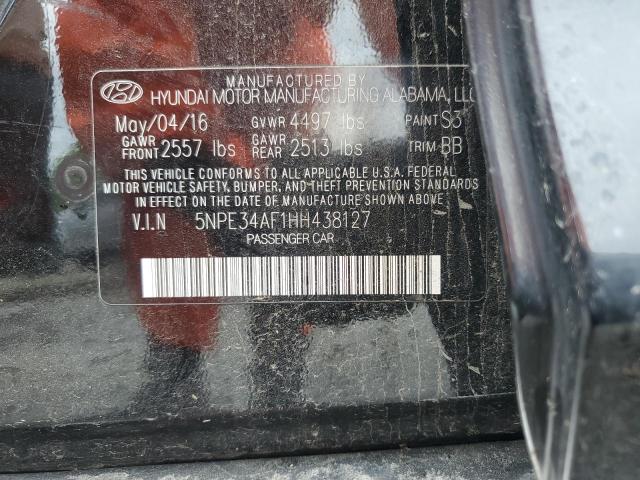 MANUFACTURED BY
HYUNDAI MOTOR MANUFACTURING ALABAMA, LLC
May/04/16 GVWR 4497 lbs PAINT S3
GAWR FRONT 2557 lbs GAWR REAR 2513 lbs TRIM BB
THIS VEHICLE CONFORMS TO ALL APPLICABLE U.S.A. FEDERAL
MOTOR VEHICLE SAFETY, BUMPER, AND THEFT PREVENTION STANDARDS
IN EFFECT ON THE DATE OF MANUFACTURE SHOWN ABOVE.
V.I.N 5NPE34AF1HH438127
PASSENGER CAR